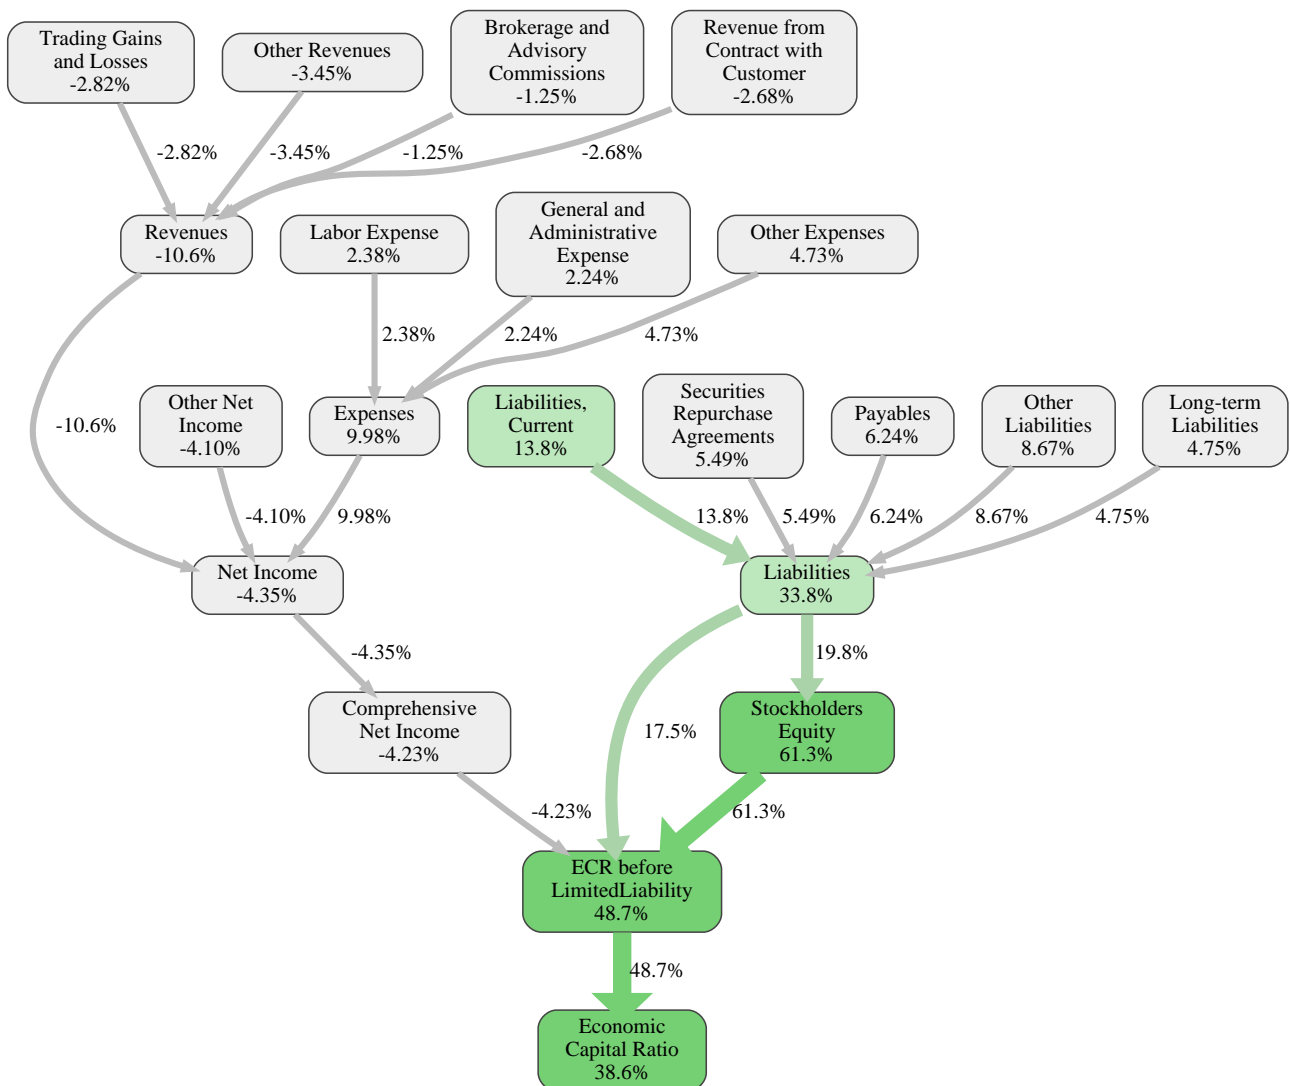 Trading Gains
and Losses
-2.82%
Other Revenues
-3.45%
Brokerage and
Advisory
Commissions
-1.25%
Revenue from
Contract with
Customer
-2.68%
-2.82%
-3.45%
-1.25%
-2.68%
Revenues
-10.6%
Labor Expense
2.38%
General and
Administrative
Expense
2.24%
Other Expenses
4.73%
2.38%
2.24%
4.73%
-10.6%
Other Net
Income
-4.10%
Expenses
9.98%
Liabilities,
Current
13.8%
Securities
Repurchase
Agreements
5.49%
Payables
6.24%
Other
Liabilities
8.67%
Long-term
Liabilities
4.75%
-4.10%
9.98%
13.8%
5.49%
6.24%
8.67%
4.75%
Net Income
-4.35%
Liabilities
33.8%
-4.35%
19.8%
Comprehensive
Net Income
-4.23%
17.5%
Stockholders
Equity
61.3%
-4.23%
61.3%
ECR before
LimitedLiability
48.7%
48.7%
Economic
Capital Ratio
38.6%